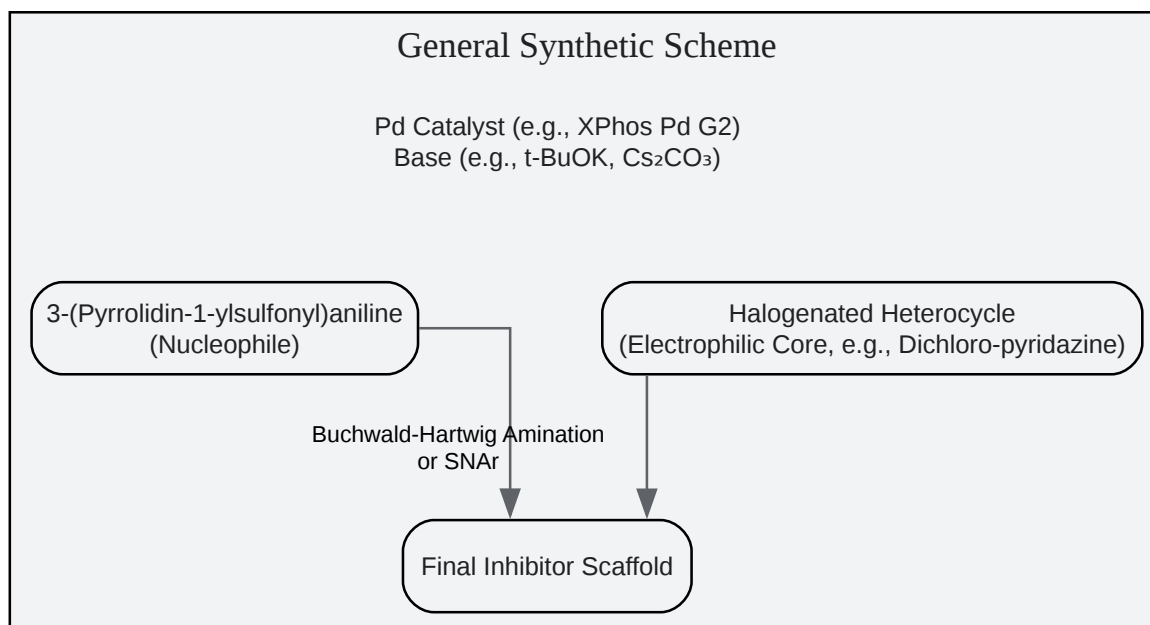 General Synthetic Scheme
Pd Catalyst (e.g., XPhos Pd G2)
Base (e.g., t-BuOK, Cs₂CO₃)
3-(Pyrrolidin-1-ylsulfonyl)aniline
(Nucleophile)
Halogenated Heterocycle
(Electrophilic Core, e.g., Dichloro-pyridazine)
Buchwald-Hartwig Amination
or SNAr
Final Inhibitor Scaffold